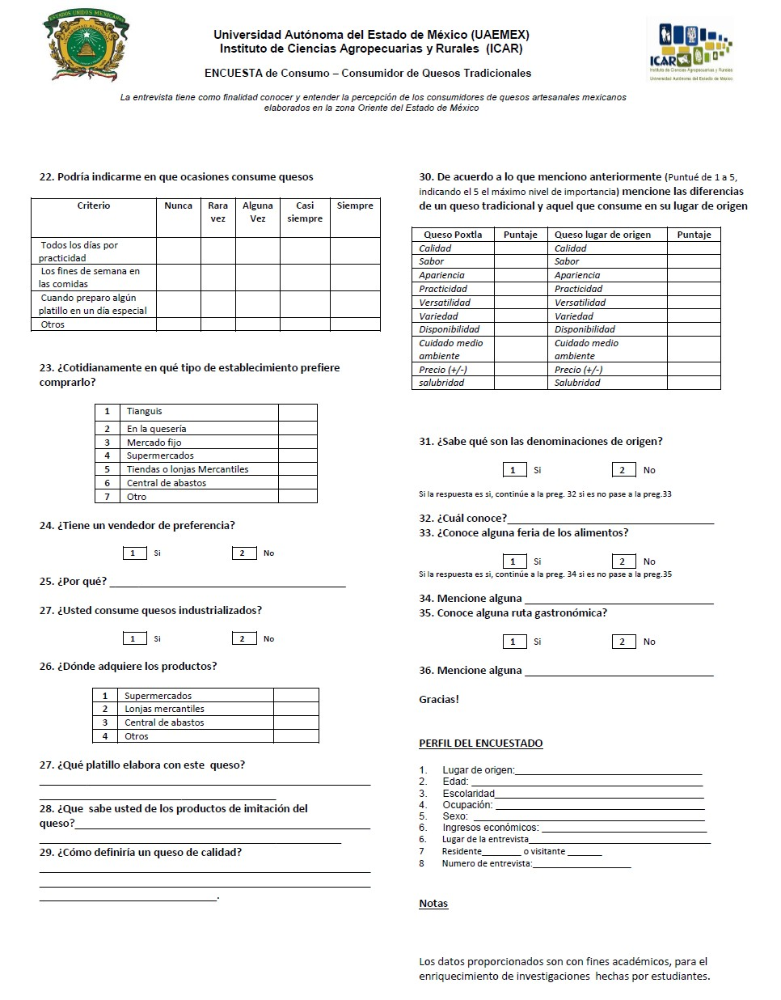 ESTADOS UNIDOS MEXICANOS
Universidad Autónoma del Estado de México (UAEMEX)
Instituto de Ciencias Agropecuarias y Rurales  (ICAR)
ENCUESTA de Consumo – Consumidor de Quesos Tradicionales
La entrevista tiene como finalidad conocer y entender la percepción de los consumidores de quesos artesanales mexicanos
elaborados en la zona Oriente del Estado de México
ICAR
Instituto de Ciencias Agropecuarias y Rurales
Universidad Autónoma del Estado de México
22. Podría indicarme en que ocasiones consume quesos
Criterio Nunca Rara vez Alguna Vez Casi siempre Siempre
Todos los días por
practicidad
Los fines de semana en
las comidas
Cuando preparo algún
platillo en un día especial
Otros
23. ¿Cotidianamente en qué tipo de establecimiento prefiere
comprarlo?
1 Tianguis
2 En la quesería
3 Mercado fijo
4 Supermercados
5 Tiendas o lonjas Mercantiles
6 Central de abastos
7 Otro
24. ¿Tiene un vendedor de preferencia?
1 Si 2 No
25. ¿Por qué? ____________________
27. ¿Usted consume quesos industrializados?
1 Si 2 No
26. ¿Dónde adquiere los productos?
1 Supermercados
2 Lonjas mercantiles
3 Central de abastos
4 Otros
27. ¿Qué platillo elabora con este  queso?
28. ¿Que  sabe usted de los productos de imitación del
queso?____________________
29. ¿Cómo definiría un queso de calidad?
____________________.
30. De acuerdo a lo que menciono anteriormente (Puntué de 1 a 5,
indicando el 5 el máximo nivel de importancia) mencione las diferencias
de un queso tradicional y aquel que consume en su lugar de origen
Queso Poxtla Puntaje Queso lugar de origen Puntaje
Calidad Calidad
Sabor Sabor
Apariencia Apariencia
Practicidad Practicidad
Versatilidad Versatilidad
Variedad Variedad
Disponibilidad Disponibilidad
Cuidado medio Cuidado medio
ambiente ambiente
Precio (+/-) Precio (+/-)
salubridad Salubridad
31. ¿Sabe qué son las denominaciones de origen?
1 Si 2 No
Si la respuesta es si, continúe a la preg. 32 si es no pase a la preg.33
32. ¿Cuál conoce?____________________
33. ¿Conoce alguna feria de los alimentos?
1 Si 2 No
Si la respuesta es si, continúe a la preg. 34 si es no pase a la preg.35
34. Mencione alguna ____________________
35. Conoce alguna ruta gastronómica?
1 Si 2 No
36. Mencione alguna ____________________
Gracias!
PERFIL DEL ENCUESTADO
1. Lugar de origen:____________________
2. Edad: ____________________
3. Escolaridad____________________
4. Ocupación: ____________________
5. Sexo: ____________________
6. Ingresos económicos: ____________________
6. Lugar de la entrevista____________________
7 Residente________ o visitante _______
8 Numero de entrevista:____________________
Notas
Los datos proporcionados son con fines académicos, para el
enriquecimiento de investigaciones  hechas por estudiantes.